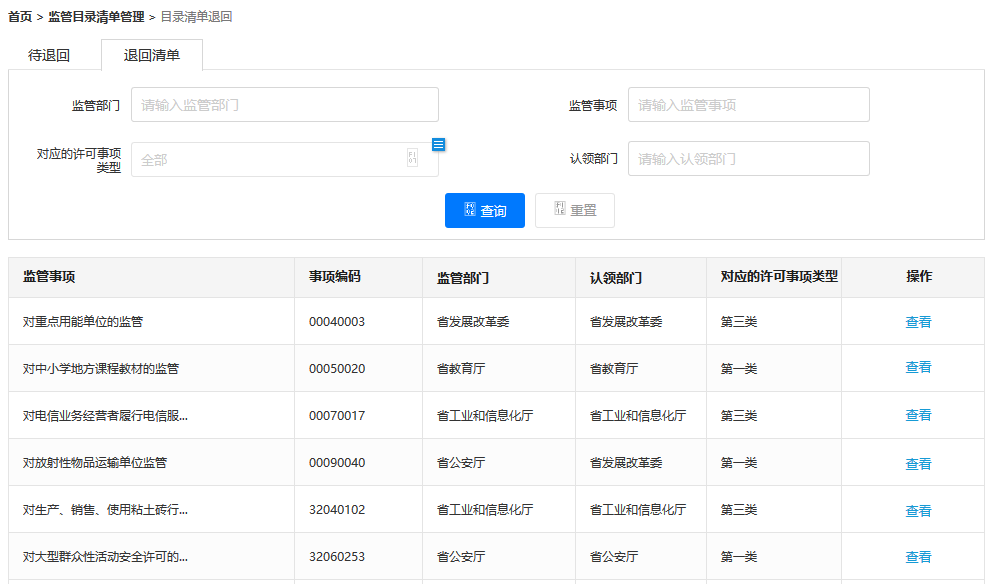 首页 > 监管目录清单管理 > 目录清单退回
待退回 退回清单
监管部门 请输入监管部门 监管事项 请输入监管事项
对应的许可事项
类型 全部 认领部门 请输入认领部门
查询 重置
监管事项 事项编码 监管部门 认领部门 对应的许可事项类型 操作
对重点用能单位的监管 00040003 省发展改革委 省发展改革委 第三类 查看
对中小学地方课程教材的监管 00050020 省教育厅 省教育厅 第一类 查看
对电信业务经营者履行电信服... 00070017 省工业和信息化厅 省工业和信息化厅 第三类 查看
对放射性物品运输单位监管 00090040 省公安厅 省发展改革委 第一类 查看
对生产、销售、使用粘土砖行... 32040102 省工业和信息化厅 省工业和信息化厅 第三类 查看
对大型群众性活动安全许可的... 32060253 省公安厅 省公安厅 第一类 查看